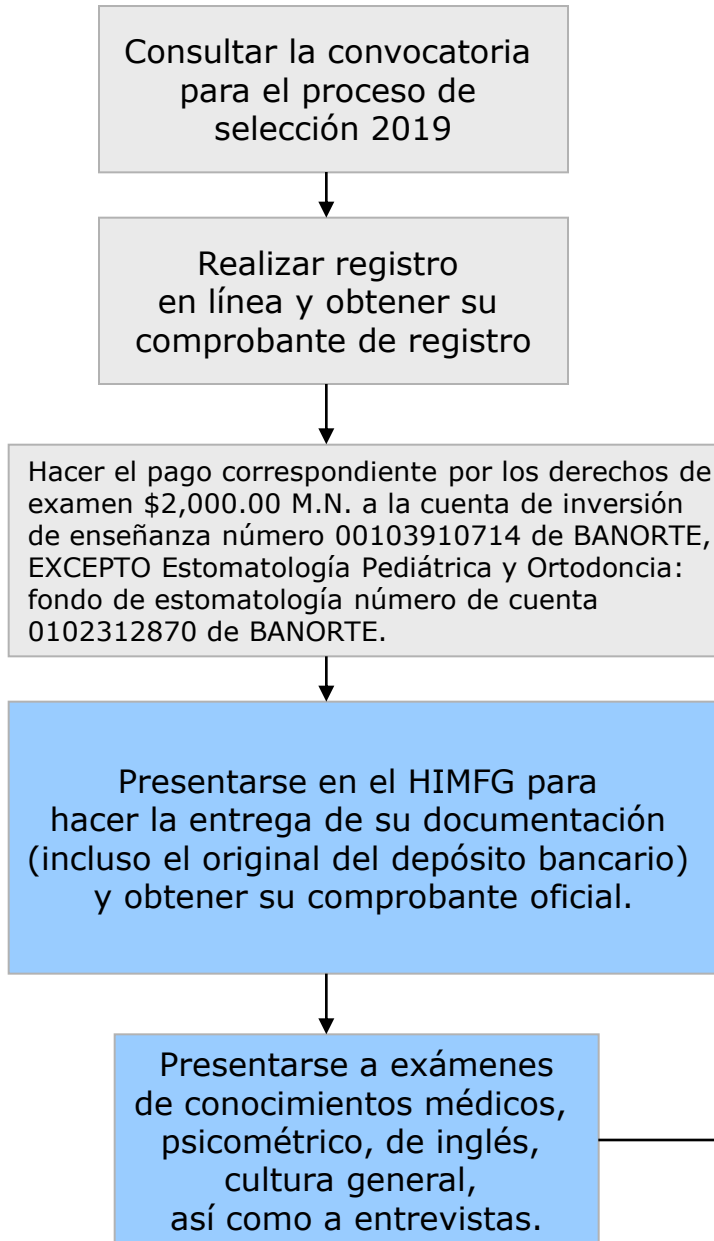 Consultar la convocatoria
para el proceso de
selección 2019
Realizar registro
en línea y obtener su
comprobante de registro
Hacer el pago correspondiente por los derechos de
examen $2,000.00 M.N. a la cuenta de inversión
de enseñanza número 00103910714 de BANORTE,
EXCEPTO Estomatología Pediátrica y Ortodoncia:
fondo de estomatología número de cuenta
0102312870 de BANORTE.
Presentarse en el HIMFG para
hacer la entrega de su documentación
(incluso el original del depósito bancario)
y obtener su comprobante oficial.
Presentarse a exámenes
de conocimientos médicos,
psicométrico, de inglés,
cultura general,
así como a entrevistas.